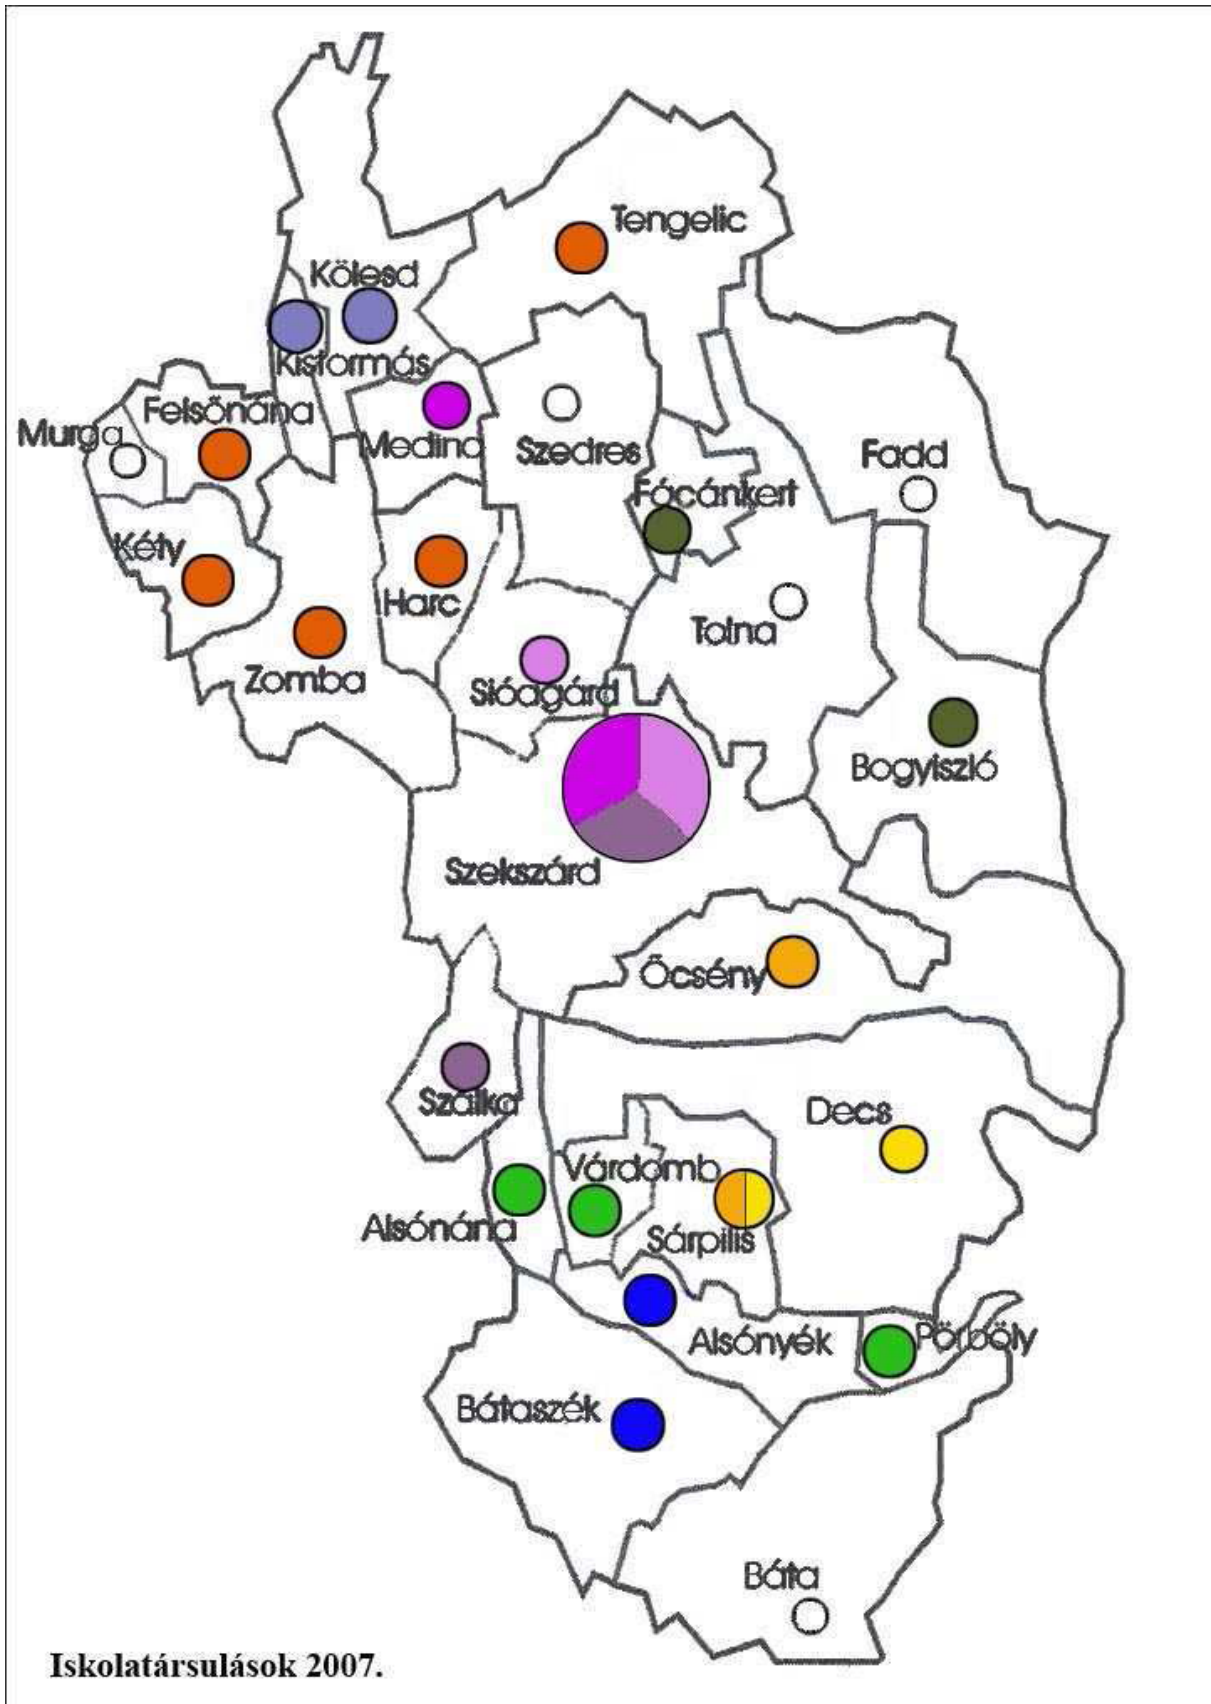 Tengelic
Kölesd
Kistormás
Felsőnána
Murga
Medina
Szedres
Fadd
Fácánkert
Kéty
Harc
Tolna
Zomba
Sióagárd
Bogyiszló
Szekszárd
Őcsény
Szálka
Decs
Várdomb
Alsónána
Sárpilis
Alsónyék
Pörböly
Bátaszék
Báta
Iskolatársulások 2007.